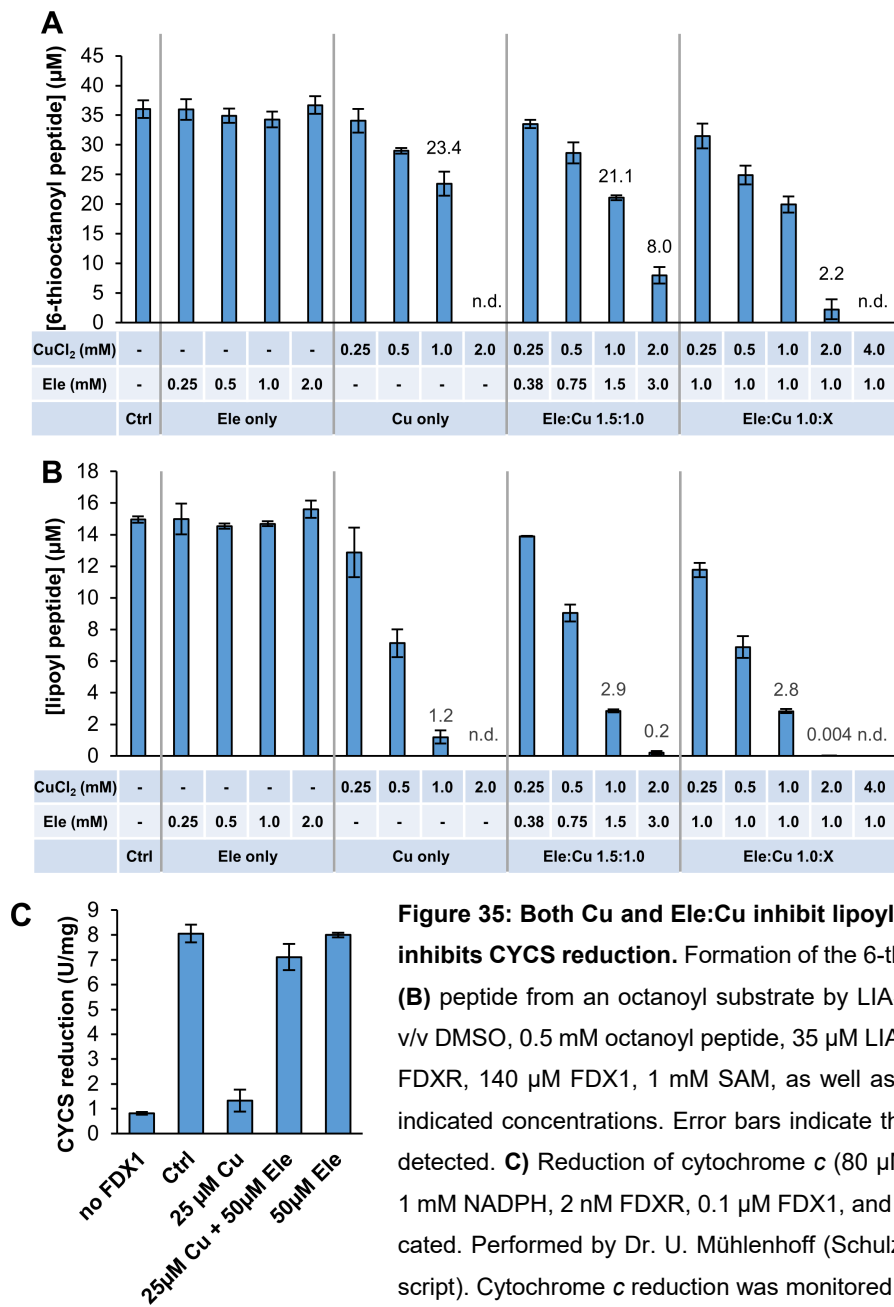 A
[6-thiooctanoyl peptide] (µM)
45
40
35
30
25
20
15
10
5
0
23.4
n.d.
21.1
8.0
2.2
n.d.
CuCl₂ (mM) - - - - - 0.25 0.5 1.0 2.0 0.25 0.5 1.0 2.0 0.25 0.5 1.0 2.0 4.0
Ele (mM) - 0.25 0.5 1.0 2.0 - - - - 0.38 0.75 1.5 3.0 1.0 1.0 1.0 1.0 1.0
Ctrl Ele only Cu only Ele:Cu 1.5:1.0 Ele:Cu 1.0:X
B
[lipoyl peptide] (µM)
18
16
14
12
10
8
6
4
2
0
1.2
n.d.
2.9
0.2
2.8
0.004 n.d.
CuCl₂ (mM) - - - - - 0.25 0.5 1.0 2.0 0.25 0.5 1.0 2.0 0.25 0.5 1.0 2.0 4.0
Ele (mM) - 0.25 0.5 1.0 2.0 - - - - 0.38 0.75 1.5 3.0 1.0 1.0 1.0 1.0 1.0
Ctrl Ele only Cu only Ele:Cu 1.5:1.0 Ele:Cu 1.0:X
C
CYCS reduction (U/mg)
9
8
7
6
5
4
3
2
1
0
no FDX1
Ctrl
25 µM Cu
25µM Cu + 50µM Ele
50µM Ele
Figure 35: Both Cu and Ele:Cu inhibit lipoyl
inhibits CYCS reduction. Formation of the 6-th
(B) peptide from an octanoyl substrate by LIA
v/v DMSO, 0.5 mM octanoyl peptide, 35 µM LIA
FDXR, 140 µM FDX1, 1 mM SAM, as well as
indicated concentrations. Error bars indicate th
detected. C) Reduction of cytochrome c (80 µM
1 mM NADPH, 2 nM FDXR, 0.1 µM FDX1, and
cated. Performed by Dr. U. Mühlenhoff (Schulz
script). Cytochrome c reduction was monitored